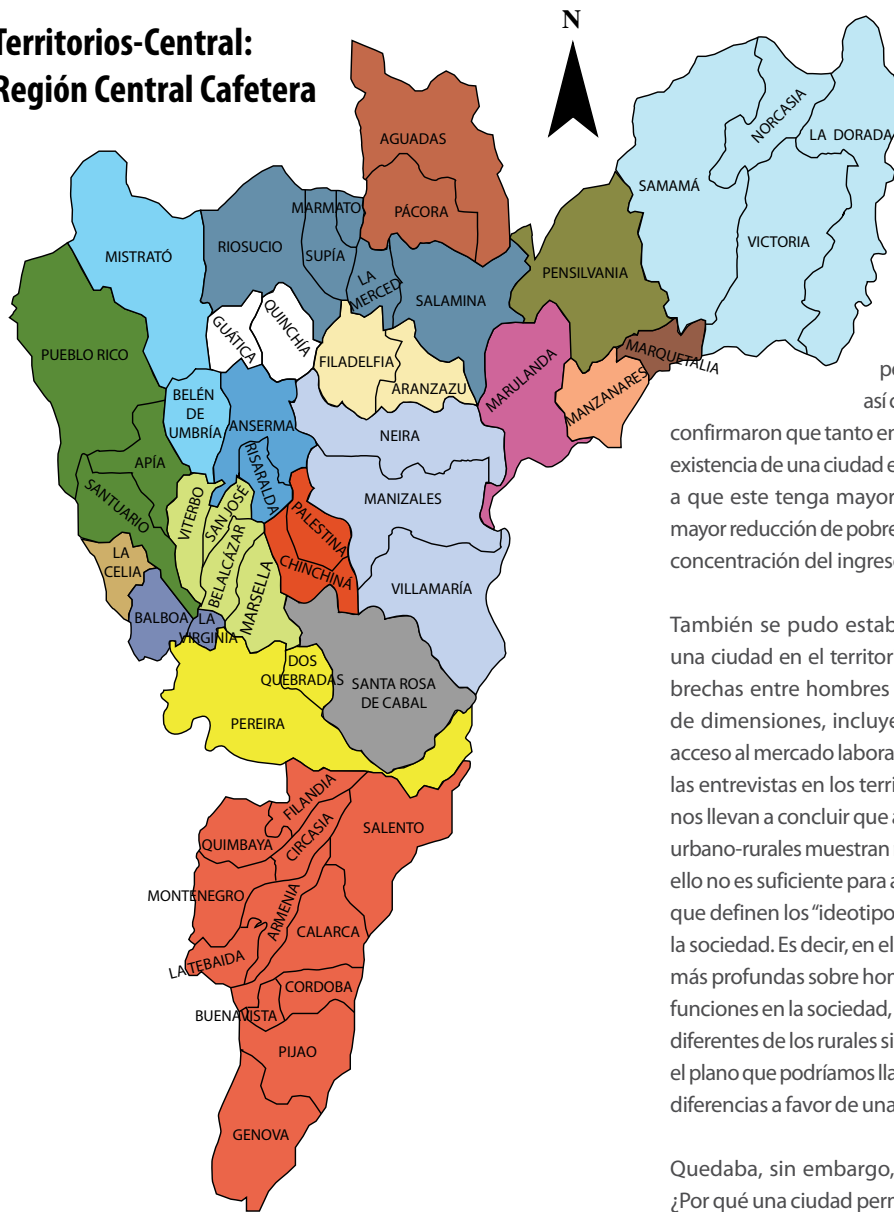 Territorios-Central:
Región Central Cafetera
N
AGUADAS
PÁCORA
NORCASIA
LA DORADA
SAMAMÁ
VICTORIA
MISTRATÓ
RIOSUCIO
MARMATO
SUPÍA
LA
MERCED
SALAMINA
PENSILVANIA
GUÁTICA
QUINCHÍA
PUEBLO RICO
FILADELFIA
ARANZAZU
MARULANDA
MARQUETALIA
MANZANARES
BELÉN
DE
UMBRÍA
ANSERMA
NEIRA
RISARALDA
APÍA
SANTUARIO
VITERBO
SAN JOSÉ
BELALCÁZAR
MARSELLA
PALESTINA
CHINCHINÁ
MANIZALES
VILLAMARÍA
LA
CELIA
BALBOA
LA
VIRGINIA
DOS
QUEBRADAS
SANTA ROSA
DE CABAL
PEREIRA
FILANDIA
QUIMBAYA
CIRCASIA
SALENTO
MONTENEGRO
ARMENIA
CALARCA
LA TEBAIDA
CORDOBA
BUENAVISTA
PIJAO
GENOVA
confirmaron que tanto en
existencia de una ciudad e
a que este tenga mayor
mayor reducción de pobre
concentración del ingres
También se pudo estab
una ciudad en el territor
brechas entre hombres
de dimensiones, incluye
acceso al mercado labora
las entrevistas en los terri
nos llevan a concluir que a
urbano-rurales muestran
ello no es suficiente para a
que definen los “ideotipo
la sociedad. Es decir, en el
más profundas sobre hor
funciones en la sociedad,
diferentes de los rurales si
el plano que podríamos lla
diferencias a favor de una
Quedaba, sin embargo,
¿Por qué una ciudad perr